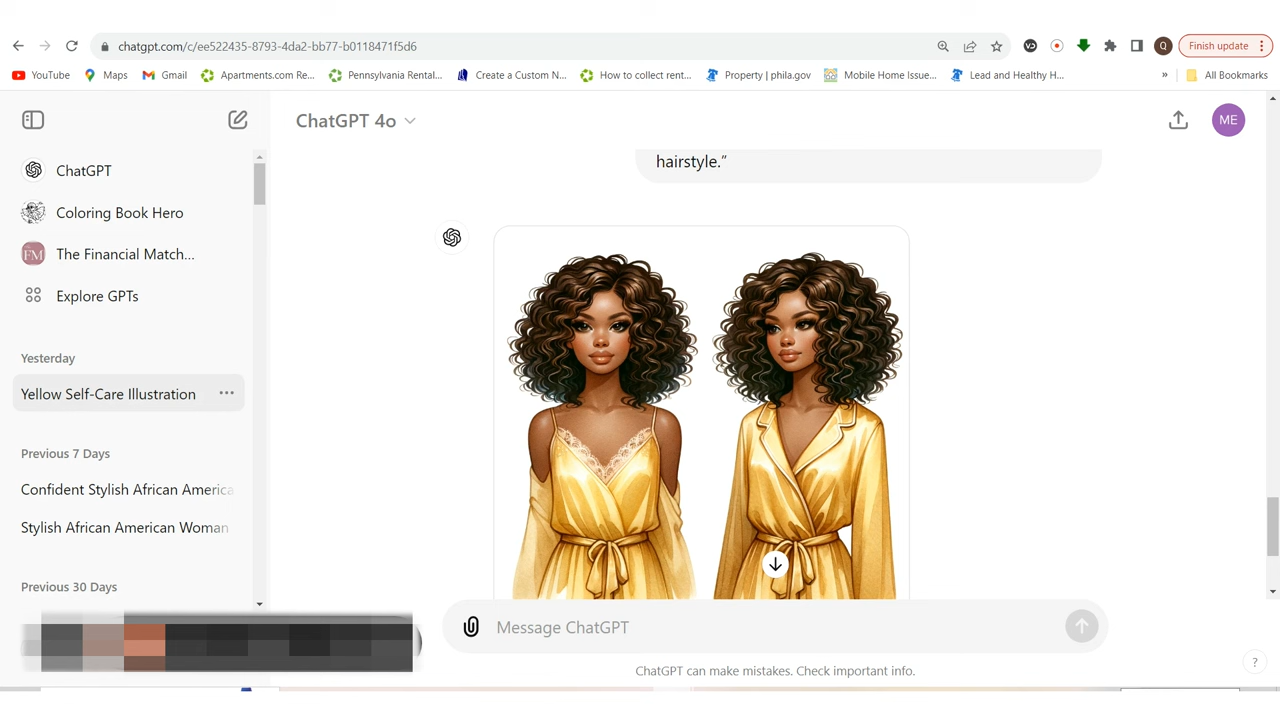 chatgpt.com/c/ee522435-8793-4da2-bb77-b0118471f5d6
Q
Finish update
YouTube
Maps
Gmail
Apartments.com Re...
Pennsylvania Rental...
Create a Custom N...
How to collect rent...
Property | phila.gov
Mobile Home Issue...
Lead and Healthy H...
»
All Bookmarks
ChatGPT 4o
ME
ChatGPT
Coloring Book Hero
FM
The Financial Match...
Explore GPTs
Yesterday
Yellow Self-Care Illustration
Previous 7 Days
Confident Stylish African America
Stylish African American Woman
Previous 30 Days
hairstyle.”
Message ChatGPT
ChatGPT can make mistakes. Check important info.
?